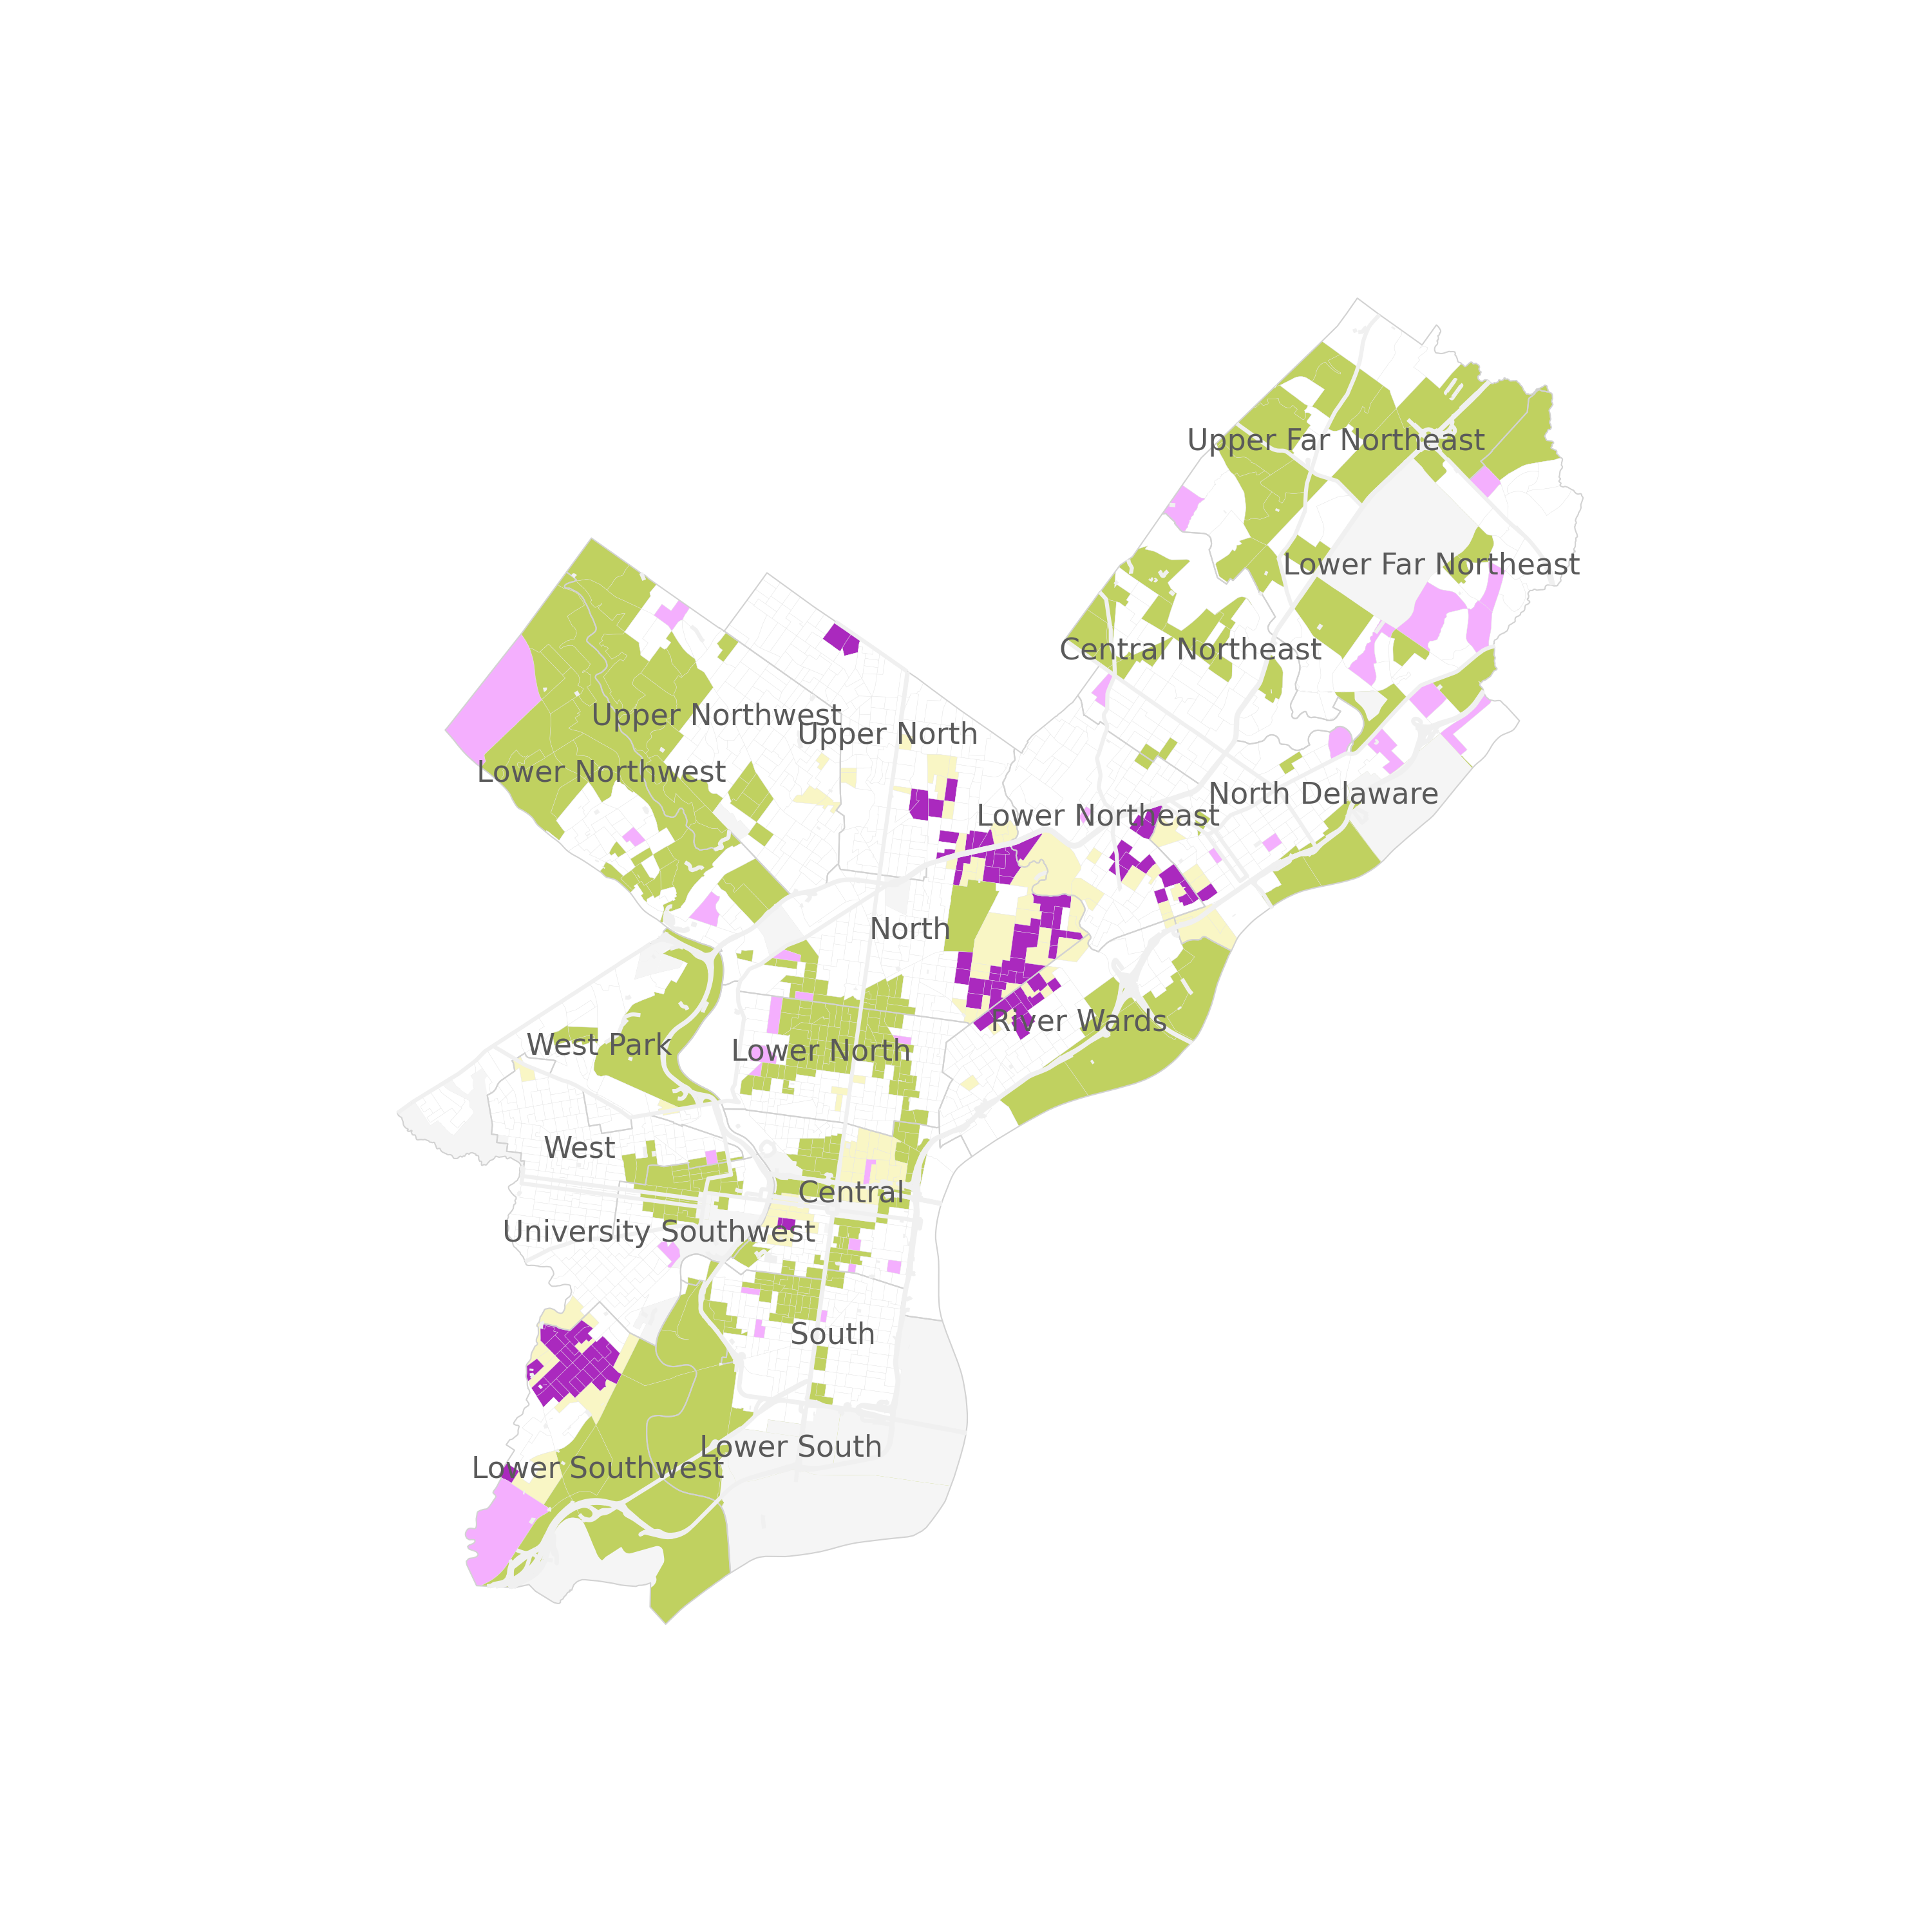 Upper Far Northeast
Lower Far Northeast
Central Northeast
Upper Northwest
Upper North
Lower Northwest
North Delaware
Lower Northeast
North
River Wards
West Park
Lower North
West
Central
University Southwest
South
Lower South
Lower Southwest